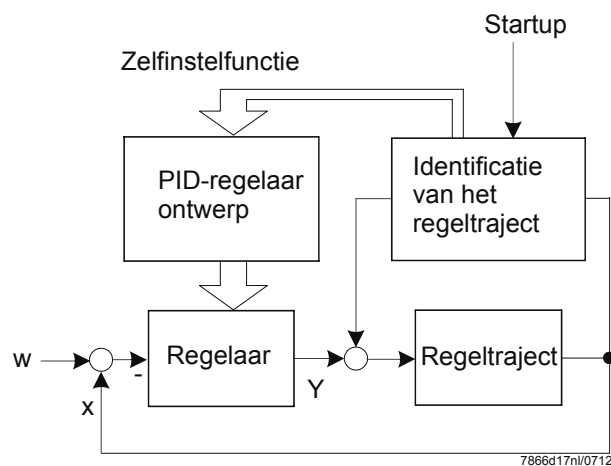 Startup
Zelfinstelfunctie
PID-regelaar
ontwerp
Identificatie
van het
regeltraject
w
-
x
Regelaar
Y
Regeltraject
7866d17nl/0712